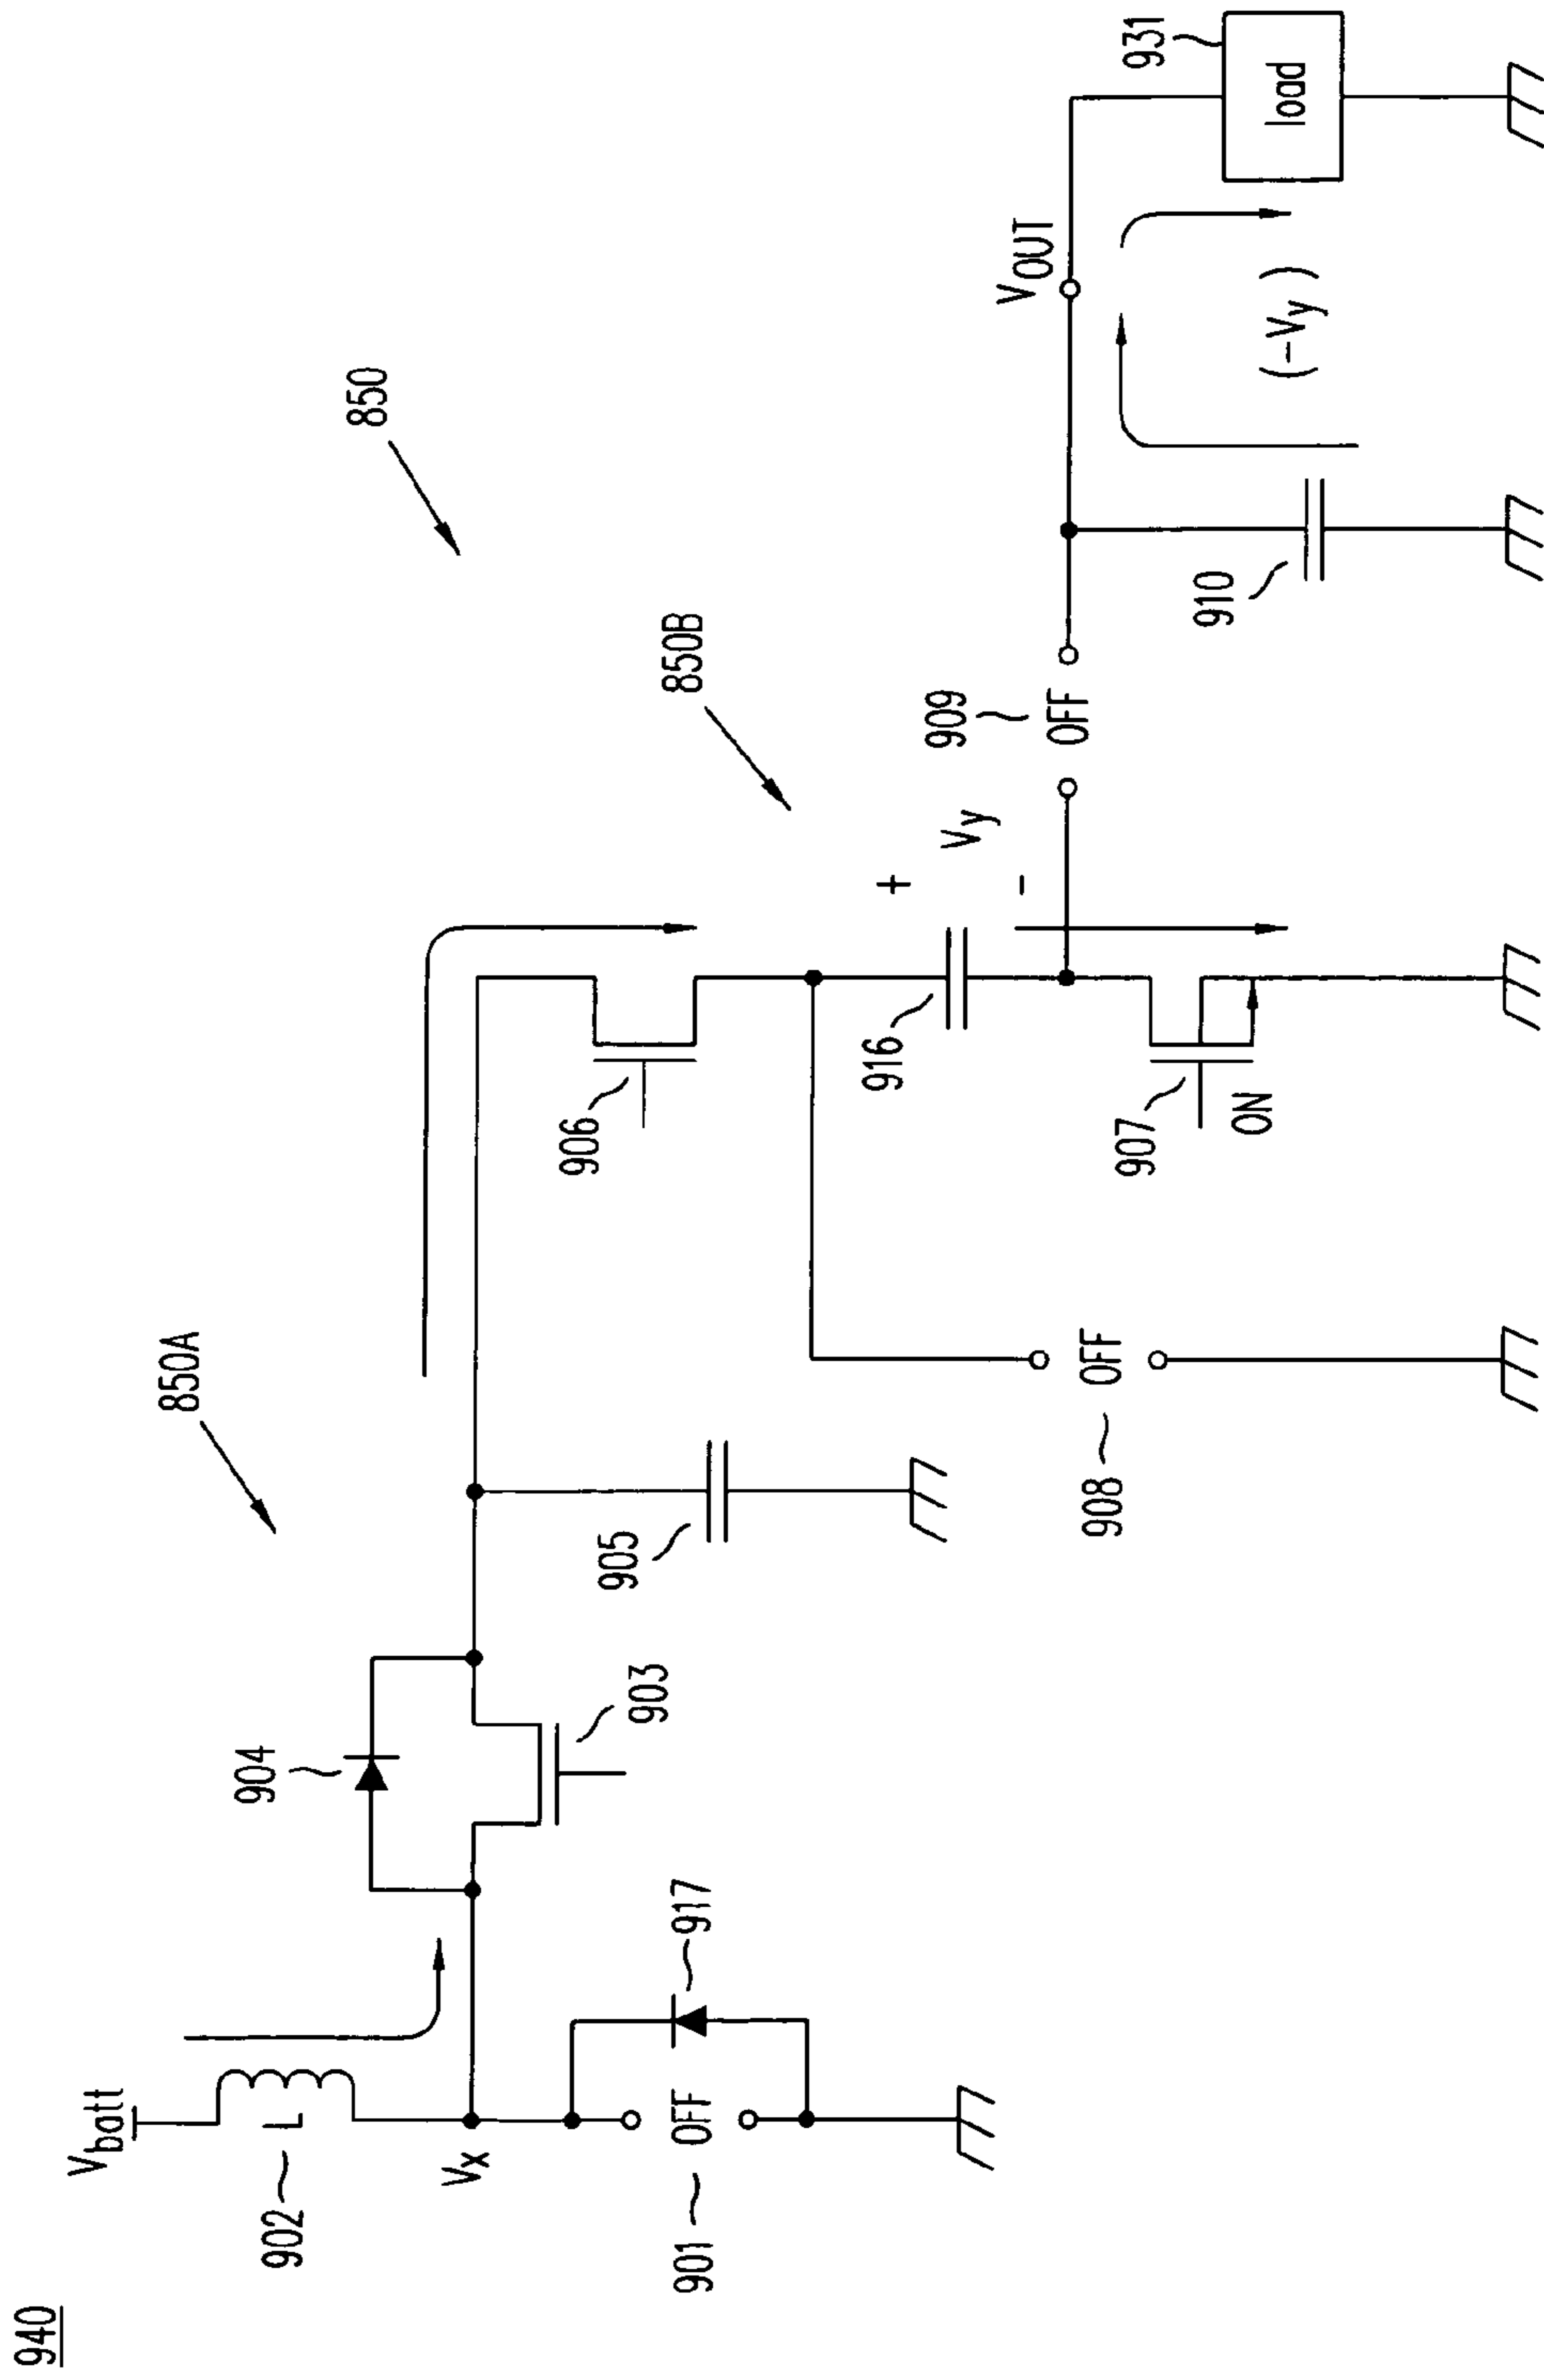 940
Vbatt
902
L
Vx
901
OFF
917
904
903
850A
905
908
OFF
906
916
907
ON
+
Vy
-
850B
850
909
OFF
910
VOUT
(-Vy)
931
load